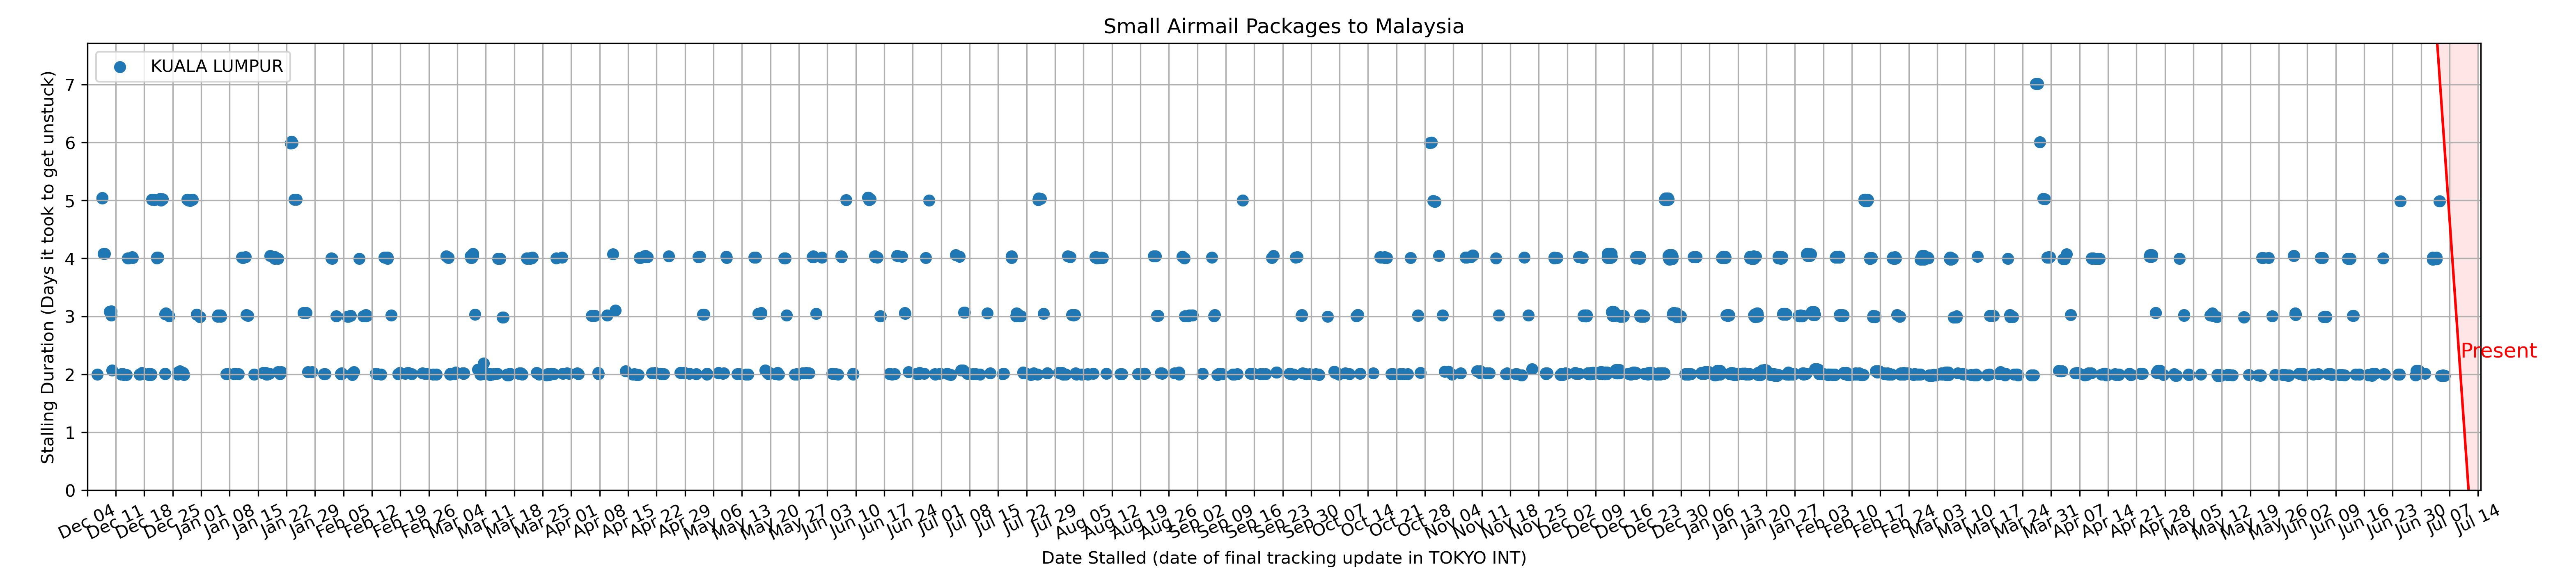 Small Airmail Packages to Malaysia
KUALA LUMPUR
Stalling Duration (Days it took to get unstuck)
7
6
5
4
3
2
1
0
Present
Dec 04 Dec 11 Dec 18 Dec 25 Jan 01 Jan 08 Jan 15 Jan 22 Jan 29 Feb 05 Feb 12 Feb 19 Feb 26 Mar 04 Mar 11 Mar 18 Mar 25 Apr 01 Apr 08 Apr 15 Apr 22 Apr 29 May 06 May 13 May 20 May 27 Jun 03 Jun 10 Jun 17 Jun 24 Jul 01 Jul 08 Jul 15 Jul 22 Jul 29 Aug 05 Aug 12 Aug 19 Aug 26 Sep 02 Sep 09 Sep 16 Sep 23 Sep 30 Oct 07 Oct 14 Oct 21 Oct 28 Nov 04 Nov 11 Nov 18 Nov 25 Dec 02 Dec 09 Dec 16 Dec 23 Dec 30 Jan 06 Jan 13 Jan 20 Jan 27 Feb 03 Feb 10 Feb 17 Feb 24 Mar 03 Mar 10 Mar 17 Mar 24 Mar 31 Apr 07 Apr 14 Apr 21 Apr 28 May 05 May 12 May 19 May 26 Jun 02 Jun 09 Jun 16 Jun 23 Jun 30 Jul 07 Jul 14
Date Stalled (date of final tracking update in TOKYO INT)